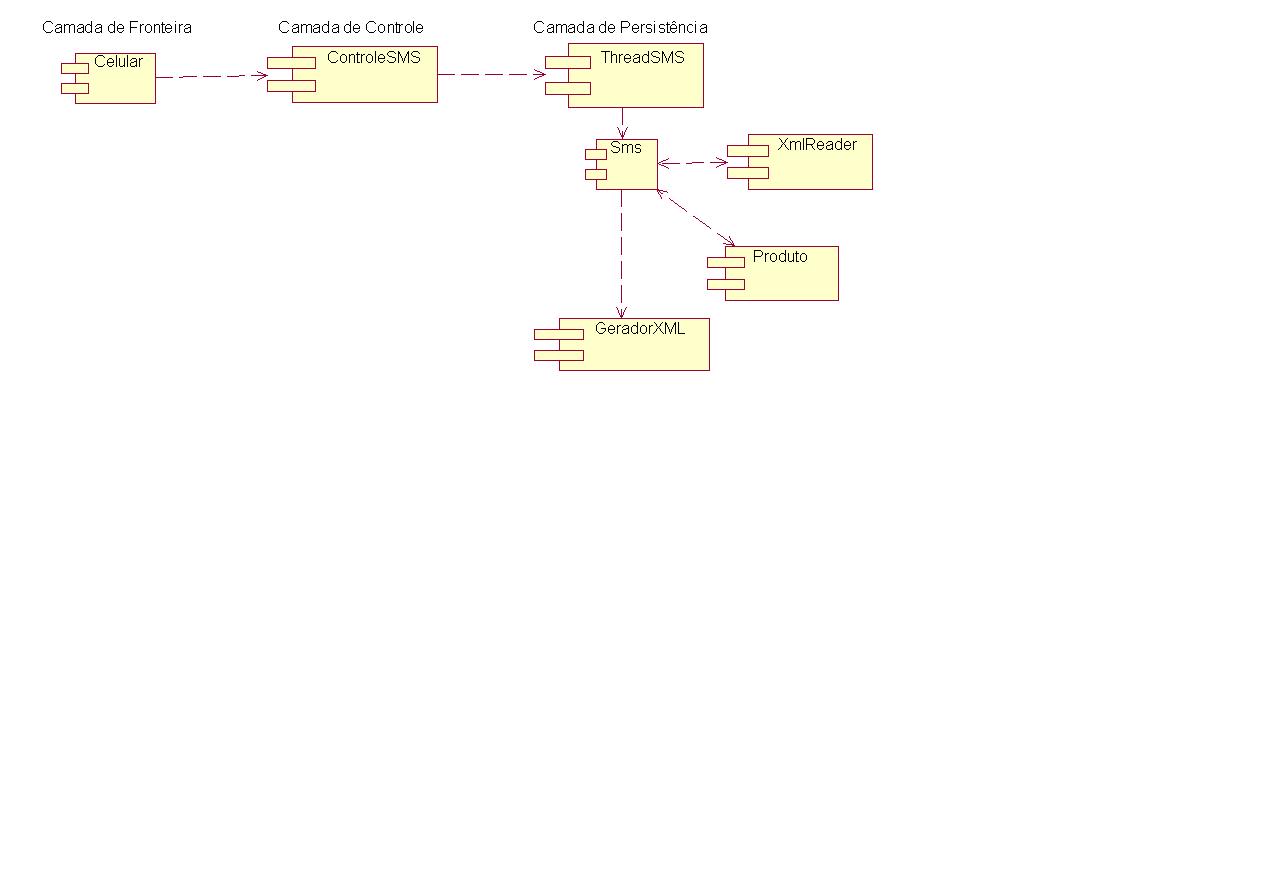 Camada de Fronteira
Camada de Controle
Camada de Persistência
Celular
ControleSMS
ThreadSMS
Sms
XmlReader
Produto
GeradorXML